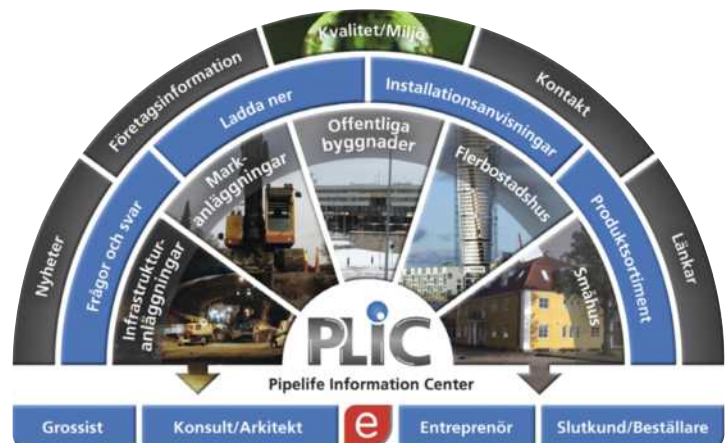 Kvalitet/Miljö
Företagsinformation
Kontakt
Nyheter
Länkar
Ladda ner
Installationsanvisningar
Frågor och svar
Produktsortiment
Offentliga
byggnader
Mark-
anläggningar
Flerbostadshus
Infrastruktur-
anläggningar
Småhus
PLiC
Pipelife Information Center
Grossist
Konsult/Arkitekt
e
Entreprenör
Slutkund/Beställare